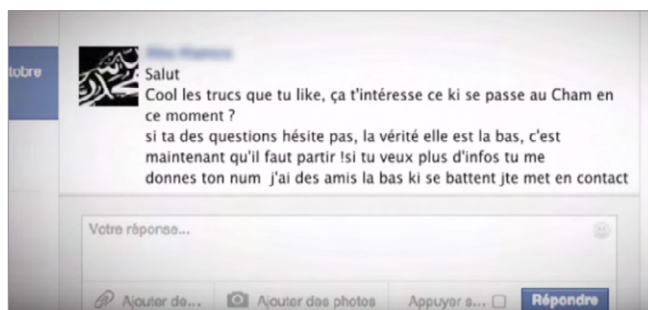 tobre
Salut
Cool les trucs que tu like, ça t'intéresse ce ki se passe au Cham en
ce moment ?
si ta des questions hésite pas, la vérité elle est la bas, c'est
maintenant qu'il faut partir !si tu veux plus d'infos tu me
donnes ton num j'ai des amis la bas ki se battent jte met en contact
Votre réponse...
Ajouter de... Ajouter des photos Appuyer s... Répondre